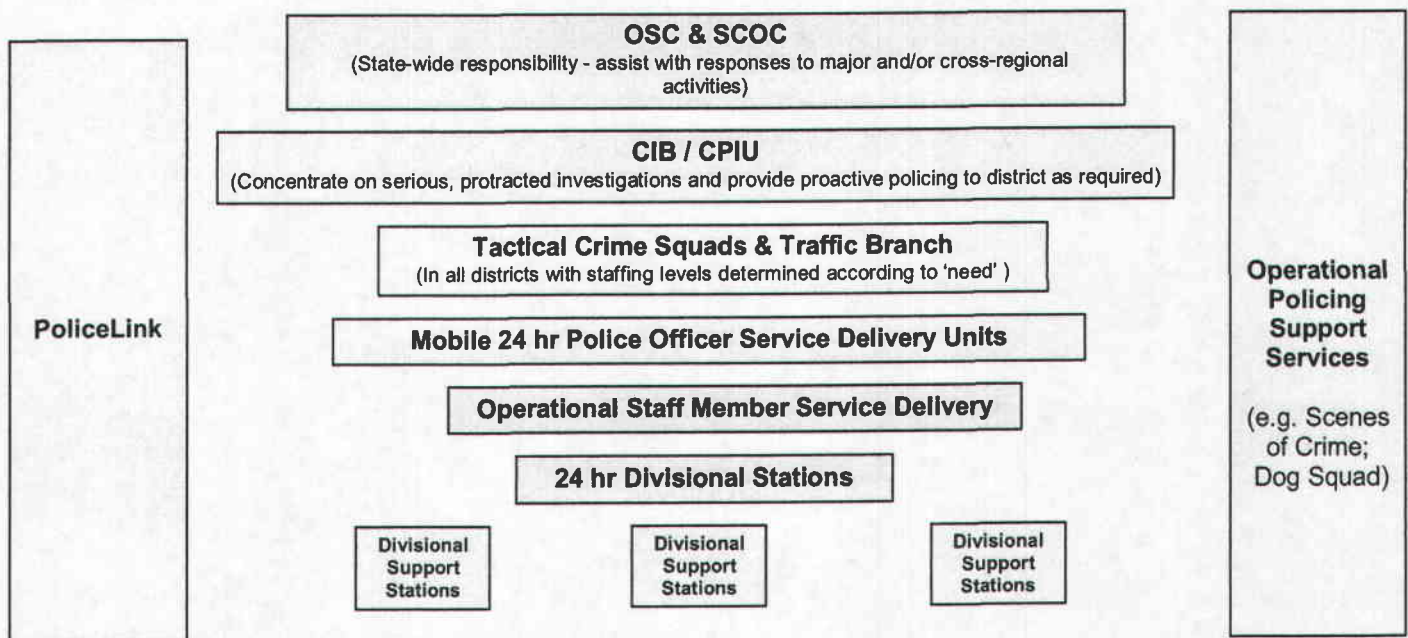 PoliceLink
OSC & SCOC
(State-wide responsibility - assist with responses to major and/or cross-regional
activities)
CIB / CPIU
(Concentrate on serious, protracted investigations and provide proactive policing to district as required)
Tactical Crime Squads & Traffic Branch
(In all districts with staffing levels determined according to 'need' )
Mobile 24 hr Police Officer Service Delivery Units
Operational Staff Member Service Delivery
24 hr Divisional Stations
Divisional
Support
Stations
Divisional
Support
Stations
Divisional
Support
Stations
Operational
Policing
Support
Services
(e.g. Scenes
of Crime;
Dog Squad)